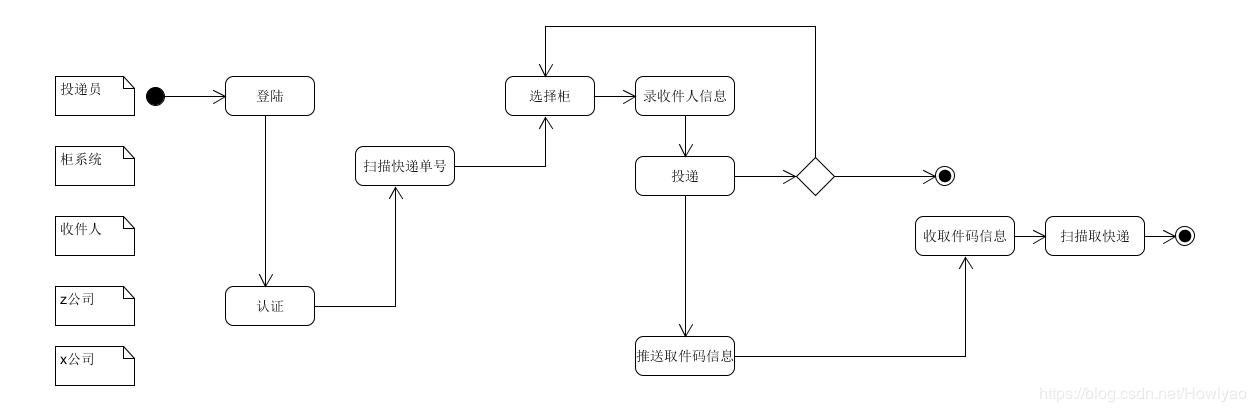 投递员
登陆
选择柜
录收件人信息
柜系统
扫描快递单号
投递
收件人
收取件码信息
扫描取快递
z公司
认证
x公司
推送取件码信息
https://blog.csdn.net/Howlyao